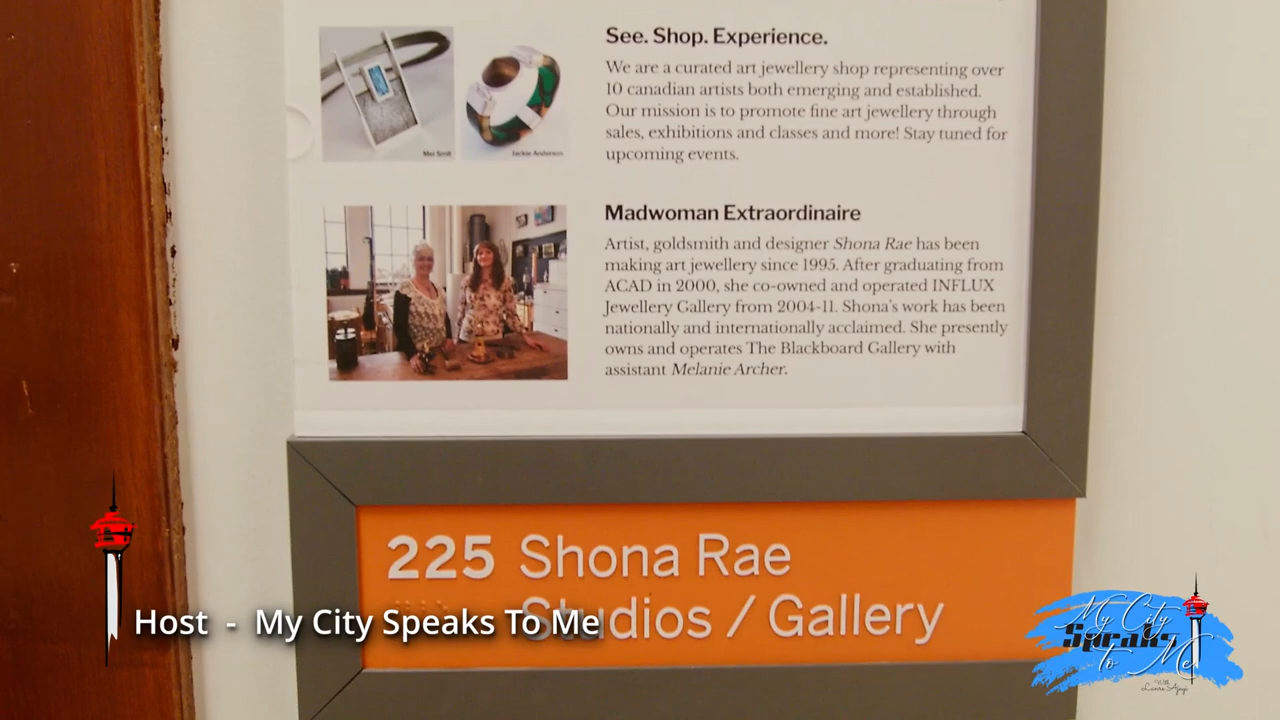 See. Shop. Experience.
We are a curated art jewellery shop representing over
10 canadian artists both emerging and established.
Our mission is to promote fine art jewellery through
sales, exhibitions and classes and more! Stay tuned for
upcoming events.
Mei Smit
Jackie Anderson
Madwoman Extraordinaire
Artist, goldsmith and designer Shona Rae has been
making art jewellery since 1995. After graduating from
ACAD in 2000, she co-owned and operated INFLUX
Jewellery Gallery from 2004-11. Shona's work has been
nationally and internationally acclaimed. She presently
owns and operates The Blackboard Gallery with
assistant Melanie Archer.
225 Shona Rae
Studios / Gallery
Host - My City Speaks To Me
My City
Speaks
to Me
With